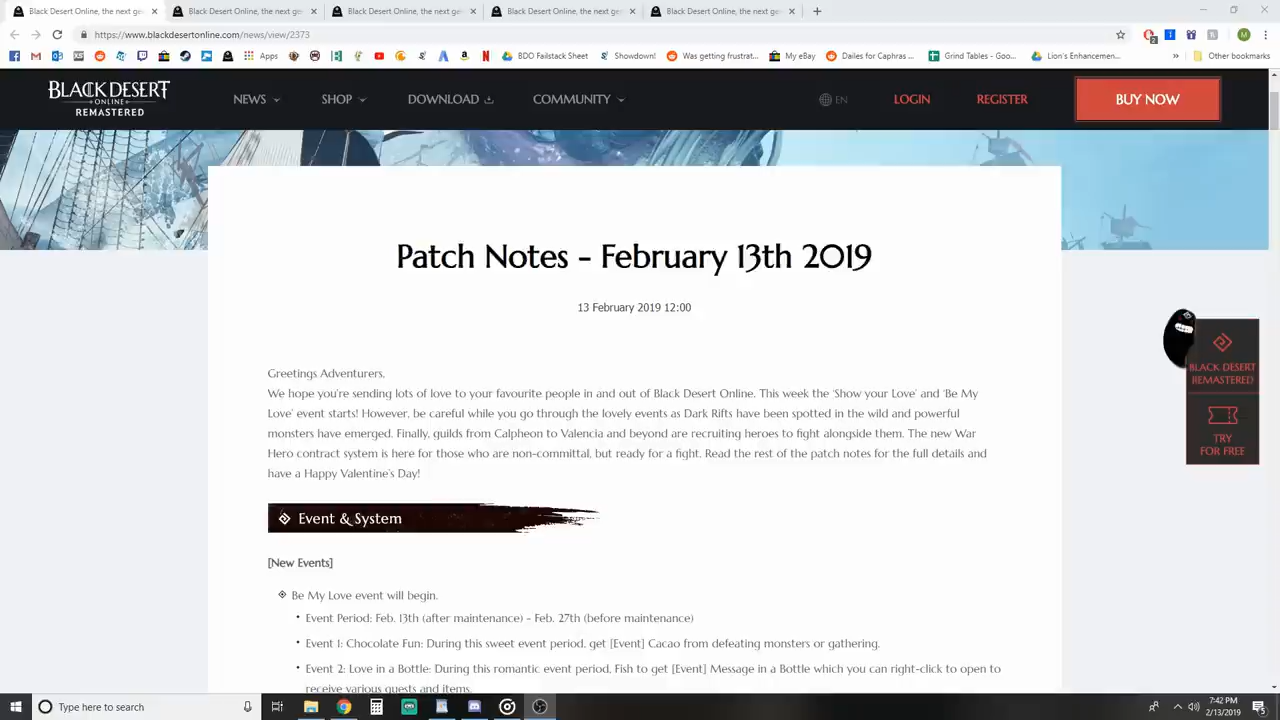 Black Desert Online, the next ge
Black Desert Online, the next ge
Black Desert Online, the next ge
Black Desert Online, the next ge
Black Desert Online, the next ge
https://www.blackdesertonline.com/news/view/2373
Apps
BDO Failstack Sheet
Showdown!
Was getting frustrat...
My eBay
Dailes for Caphras ...
Grind Tables - Goo...
Lion's Enhancemen...
»
Other bookmarks
BLACK DESERT
ONLINE
REMASTERED
NEWS
SHOP
DOWNLOAD
COMMUNITY
EN
LOGIN
REGISTER
BUY NOW
Patch Notes - February 13th 2019
13 February 2019 12:00
Greetings Adventurers,
We hope you're sending lots of love to your favourite people in and out of Black Desert Online. This week the 'Show your Love' and 'Be My
Love' event starts! However, be careful while you go through the lovely events as Dark Rifts have been spotted in the wild and powerful
monsters have emerged. Finally, guilds from Calpheon to Valencia and beyond are recruiting heroes to fight alongside them. The new War
Hero contract system is here for those who are non-committal, but ready for a fight. Read the rest of the patch notes for the full details and
have a Happy Valentine's Day!
Event & System
[New Events]
Be My Love event will begin.
• Event Period: Feb. 13th (after maintenance) - Feb. 27th (before maintenance)
• Event 1: Chocolate Fun: During this sweet event period, get [Event] Cacao from defeating monsters or gathering.
• Event 2: Love in a Bottle: During this romantic event period, Fish to get [Event] Message in a Bottle which you can right-click to open to
receive various quests and items.
BLACK DESERT
REMASTERED
TRY
FOR FREE
Type here to search
7:42 PM
2/13/2019